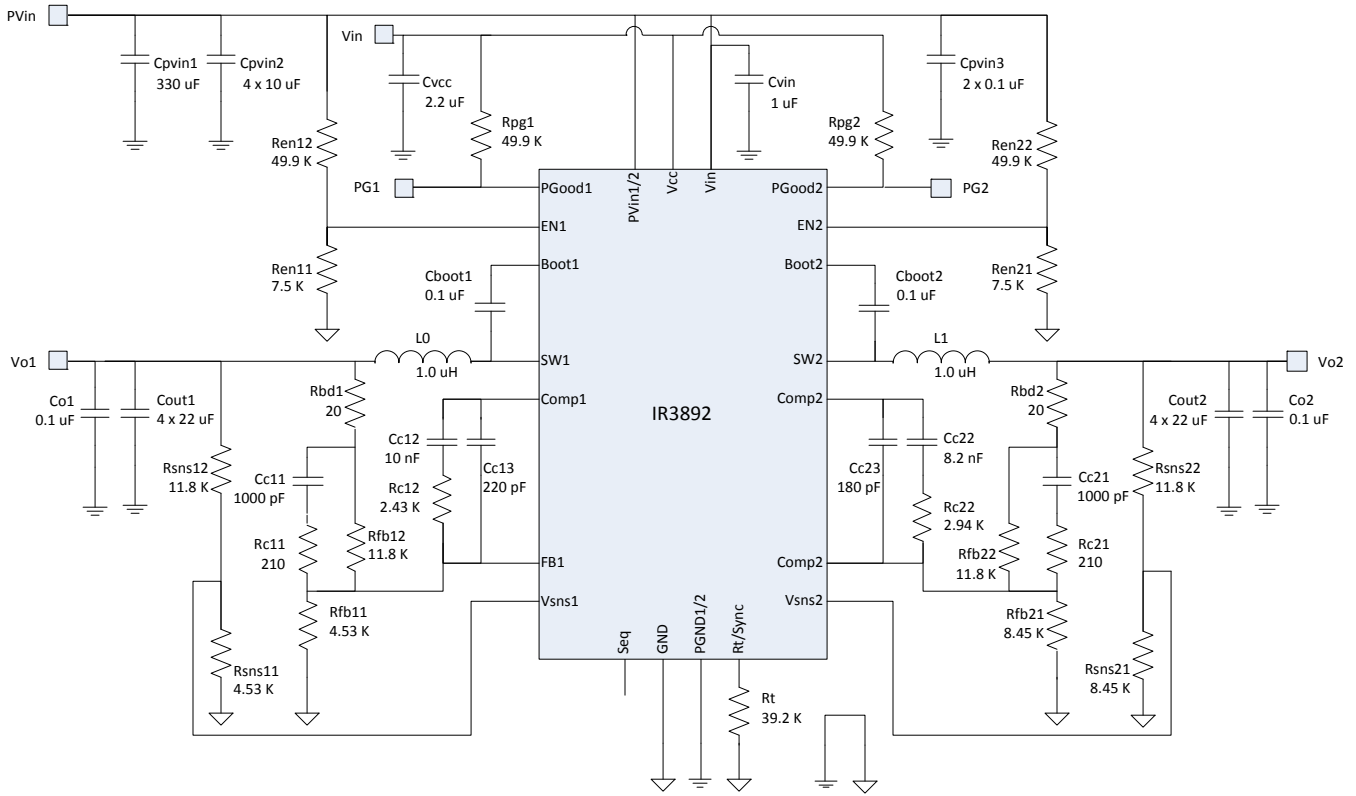 PVin
Vin
Cpvin1
330 uF
Cpvin2
4 x 10 uF
Cvcc
2.2 uF
Rpg1
49.9 K
Cvin
1 uF
Rpg2
49.9 K
Cpvin3
2 x 0.1 uF
Ren12
49.9 K
Ren22
49.9 K
PG1
PG2
PGood1
PVin1/2
Vcc
Vin
PGood2
EN1
EN2
Boot1
Boot2
Ren11
7.5 K
Cboot1
0.1 uF
Cboot2
0.1 uF
Ren21
7.5 K
Vo1
L0
1.0 uH
SW1
SW2
L1
1.0 uH
Vo2
Co1
0.1 uF
Cout1
4 x 22 uF
Rbd1
20
Comp1
IR3892
Comp2
Rbd2
20
Cout2
4 x 22 uF
Co2
0.1 uF
Rsns12
11.8 K
Cc11
1000 pF
Cc12
10 nF
Cc13
220 pF
Rc12
2.43 K
Cc23
180 pF
Cc22
8.2 nF
Rc22
2.94 K
Cc21
1000 pF
Rsns22
11.8 K
Rc11
210
Rfb12
11.8 K
FB1
Comp2
Rfb22
11.8 K
Rc21
210
Vsns1
Vsns2
Rfb11
4.53 K
Rfb21
8.45 K
Rsns11
4.53 K
Rsns21
8.45 K
Seq
GND
PGND1/2
Rt/Sync
Rt
39.2 K